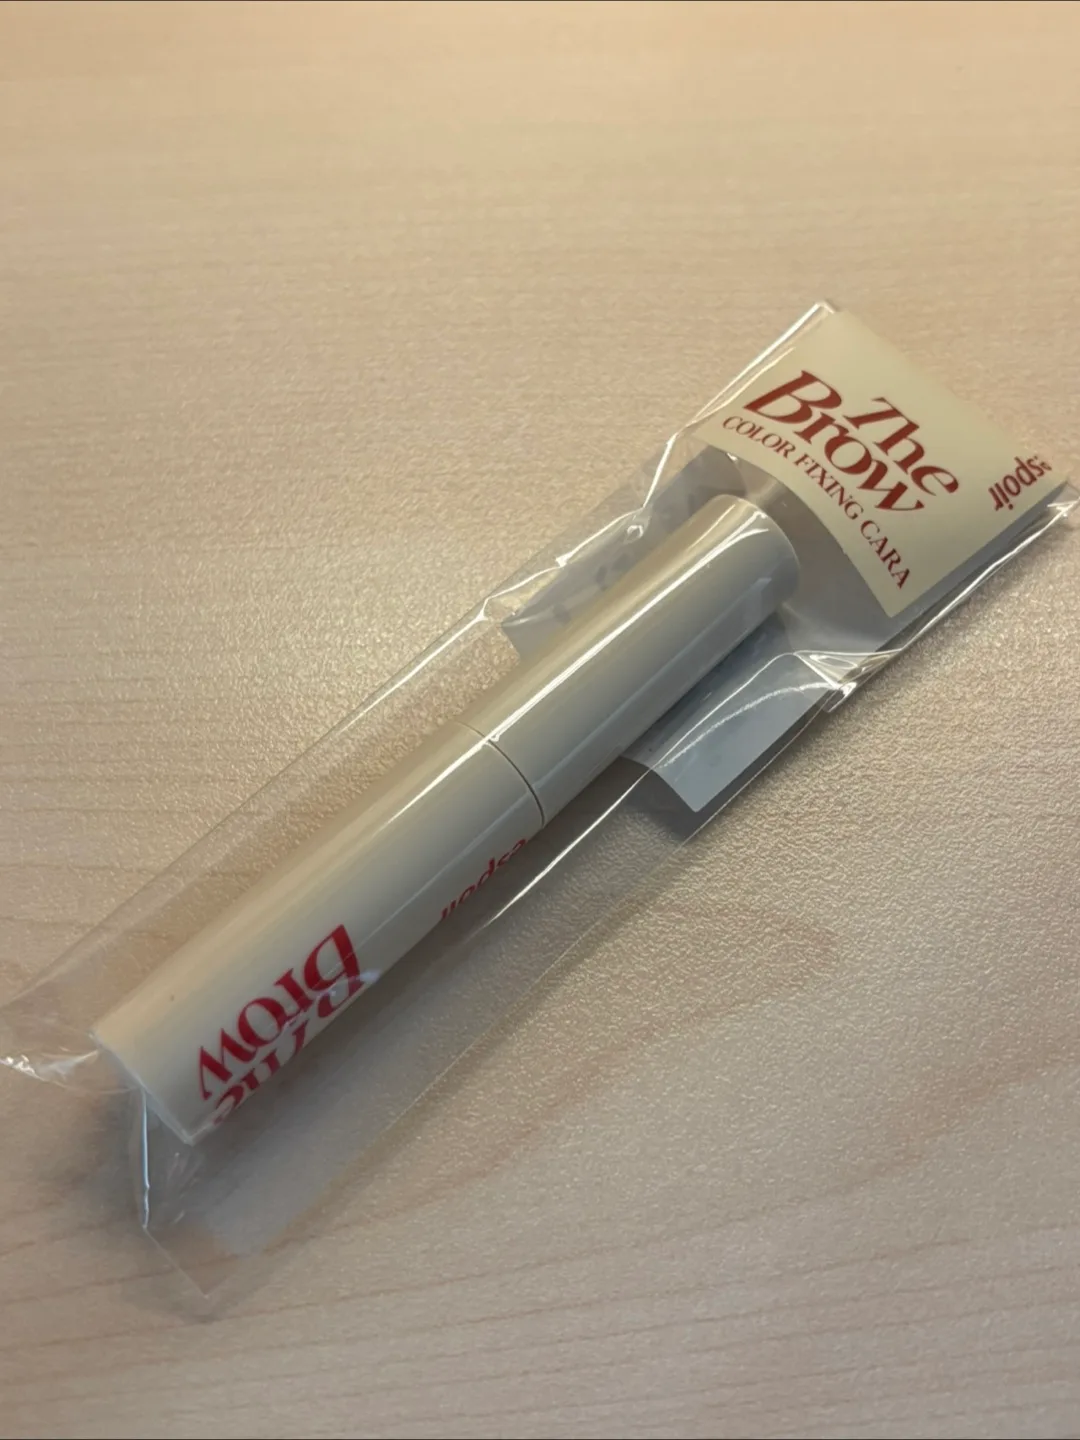 The
Brow
COLOR FIXING CARA
espoir
espoir
The
Brow